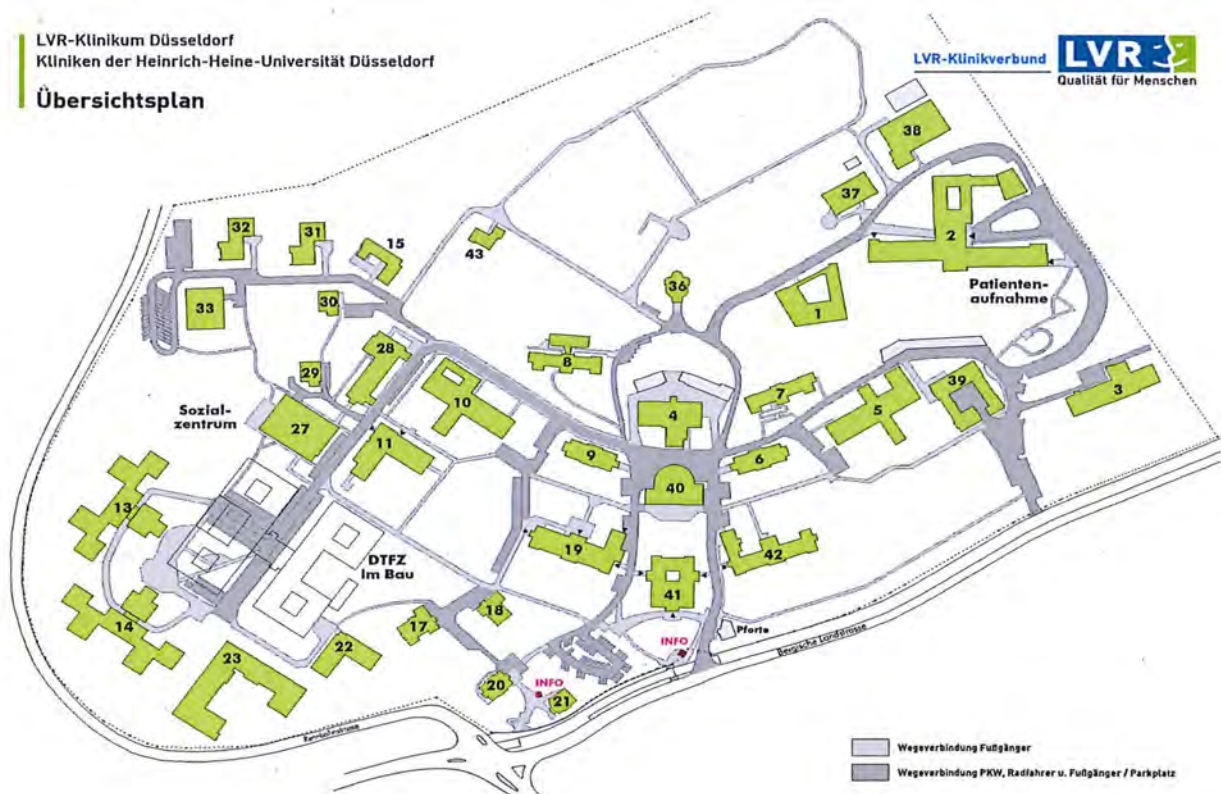 LVR-Klinikum Düsseldorf
Kliniken der Heinrich-Heine-Universität Düsseldorf
Übersichtsplan
LVR-Klinikverbund
LVR
Qualität für Menschen
38
37
2
32
31
15
43
36
Patienten-
aufnahme
33
30
1
28
8
29
10
7
39
3
4
5
Sozial-
zentrum
27
11
9
6
40
13
19
42
DTFZ
Im Bau
41
14
17
18
Pforte
INFO
Bergische Landstrasse
22
23
20
INFO
21
Rennbahnstrasse
Wegeverbindung Fußgänger
Wegeverbindung PKW, Radfahrer u. Fußgänger / Parkplatz